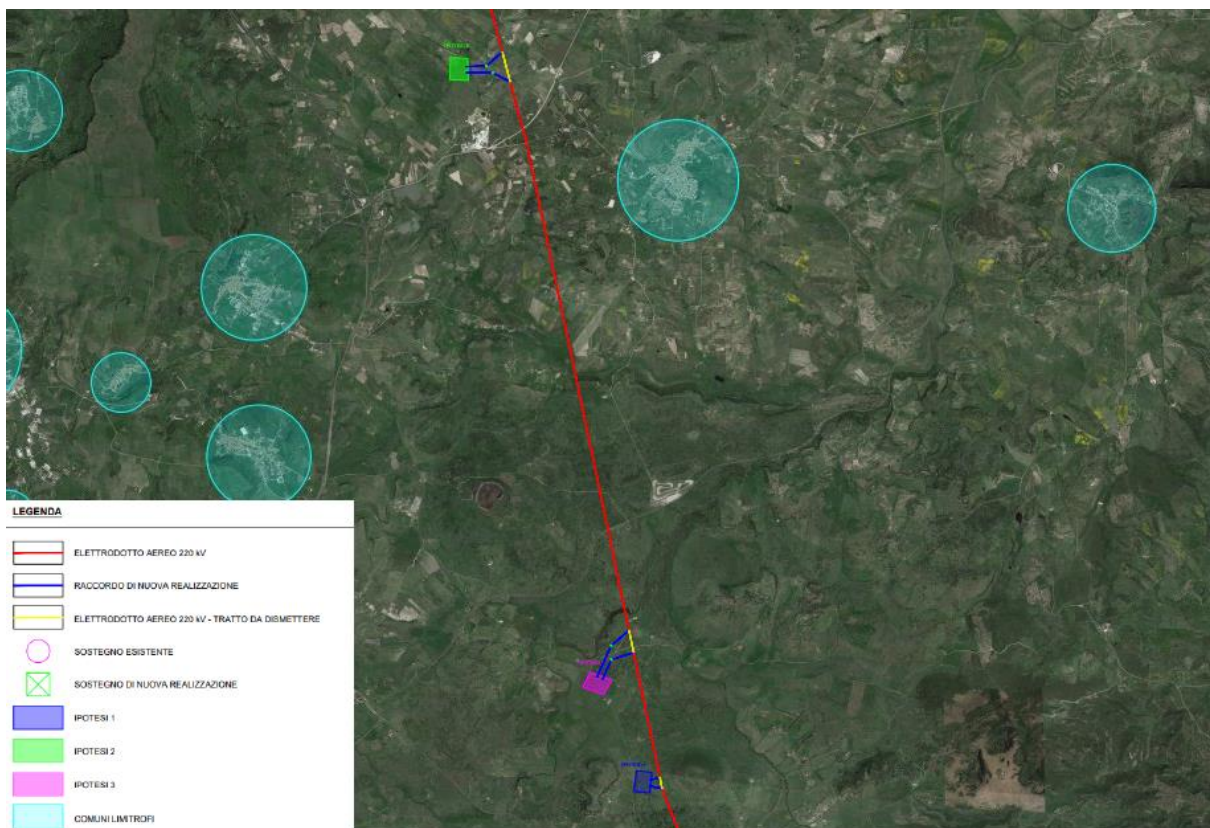 LEGENDA
ELETTRODOTTO AEREO 220 kV
RACCORDO DI NUOVA REALIZZAZIONE
ELETTRODOTTO AEREO 220 kV - TRATTO DA DISMETTERE
SOSTEGNO ESISTENTE
SOSTEGNO DI NUOVA REALIZZAZIONE
IPOTESI 1
IPOTESI 2
IPOTESI 3
COMUNI LIMITROFI